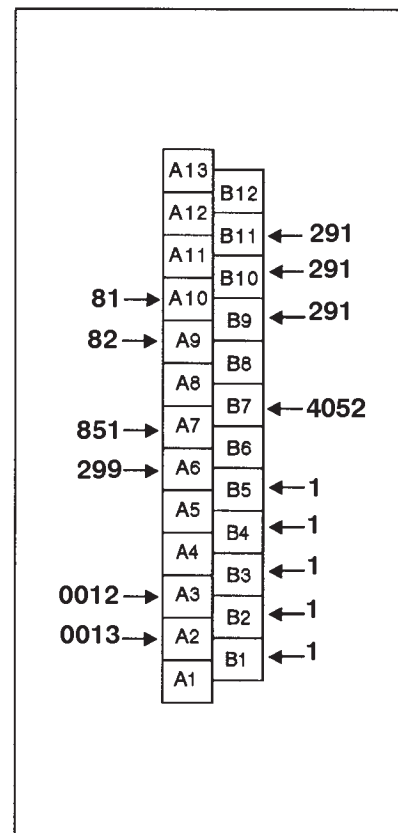 A13
B12
A12
B11 291
A11
B10 291
81 A10
B9 291
82 A9
B8
A8
B7 4052
851 A7
B6
299 A6
B5 1
A5
B4 1
A4
B3 1
0012 A3
B2 1
0013 A2
B1 1
A1